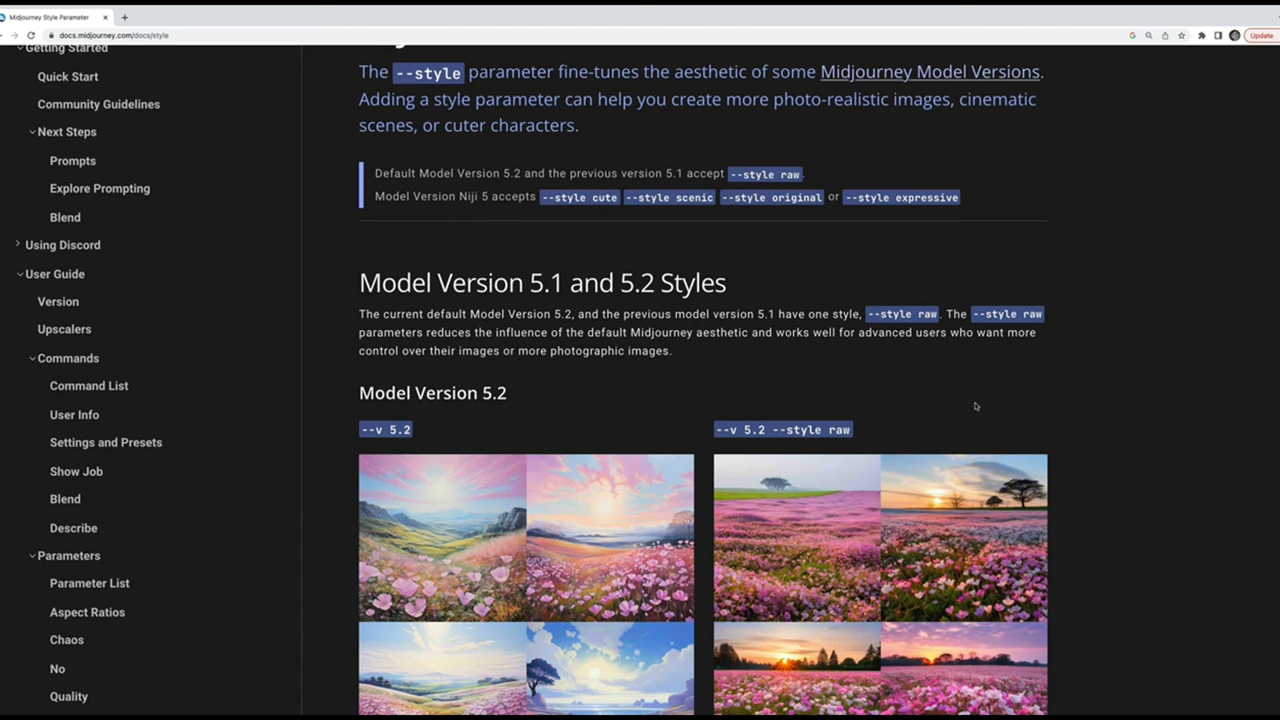 Midjourney Style Parameter
docs.midjourney.com/docs/style
Update
Getting Started
Quick Start
Community Guidelines
Next Steps
Prompts
Explore Prompting
Blend
Using Discord
User Guide
Version
Upscalers
Commands
Command List
User Info
Settings and Presets
Show Job
Blend
Describe
Parameters
Parameter List
Aspect Ratios
Chaos
No
Quality
The --style parameter fine-tunes the aesthetic of some Midjourney Model Versions.
Adding a style parameter can help you create more photo-realistic images, cinematic
scenes, or cuter characters.
Default Model Version 5.2 and the previous version 5.1 accept --style raw.
Model Version Niji 5 accepts --style cute --style scenic --style original or --style expressive
Model Version 5.1 and 5.2 Styles
The current default Model Version 5.2, and the previous model version 5.1 have one style, --style raw. The --style raw
parameters reduces the influence of the default Midjourney aesthetic and works well for advanced users who want more
control over their images or more photographic images.
Model Version 5.2
--v 5.2
--v 5.2 --style raw